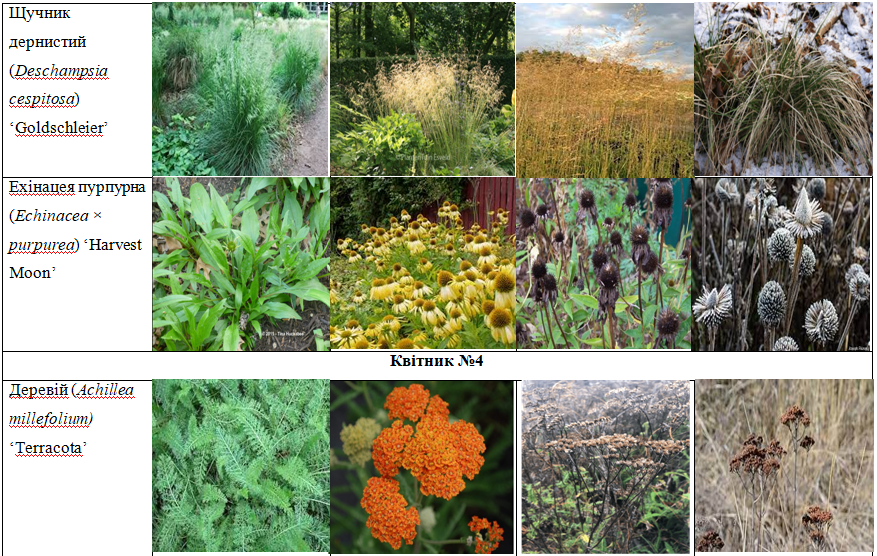 Щучник
дернистий
(Deschampsia
cespitosa)
‘Goldschleier’
Ехінацея пурпурна
(Echinacea ×
purpurea) ‘Harvest
Moon’
Квітник №4
Деревій (Achillea
millefolium)
‘Terracota’